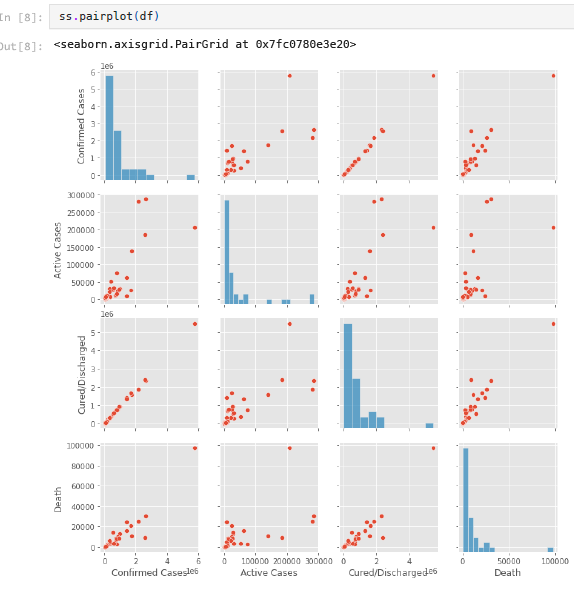 In [8]: ss.pairplot(df)
Out[8]: <seaborn.axisgrid.PairGrid at 0x7fc0780e3e20>
1e6
6
5
4
3
2
1
0
Confirmed Cases
300000
250000
200000
150000
100000
50000
0
Active Cases
1e6
5
4
3
2
1
0
Cured/Discharged
100000
80000
60000
40000
20000
0
Death
0 2 4 6 0 100000 200000 300000 0 2 4 6 0 50000 100000
Confirmed Cases 1e6 Active Cases Cured/Discharged 1e6 Death